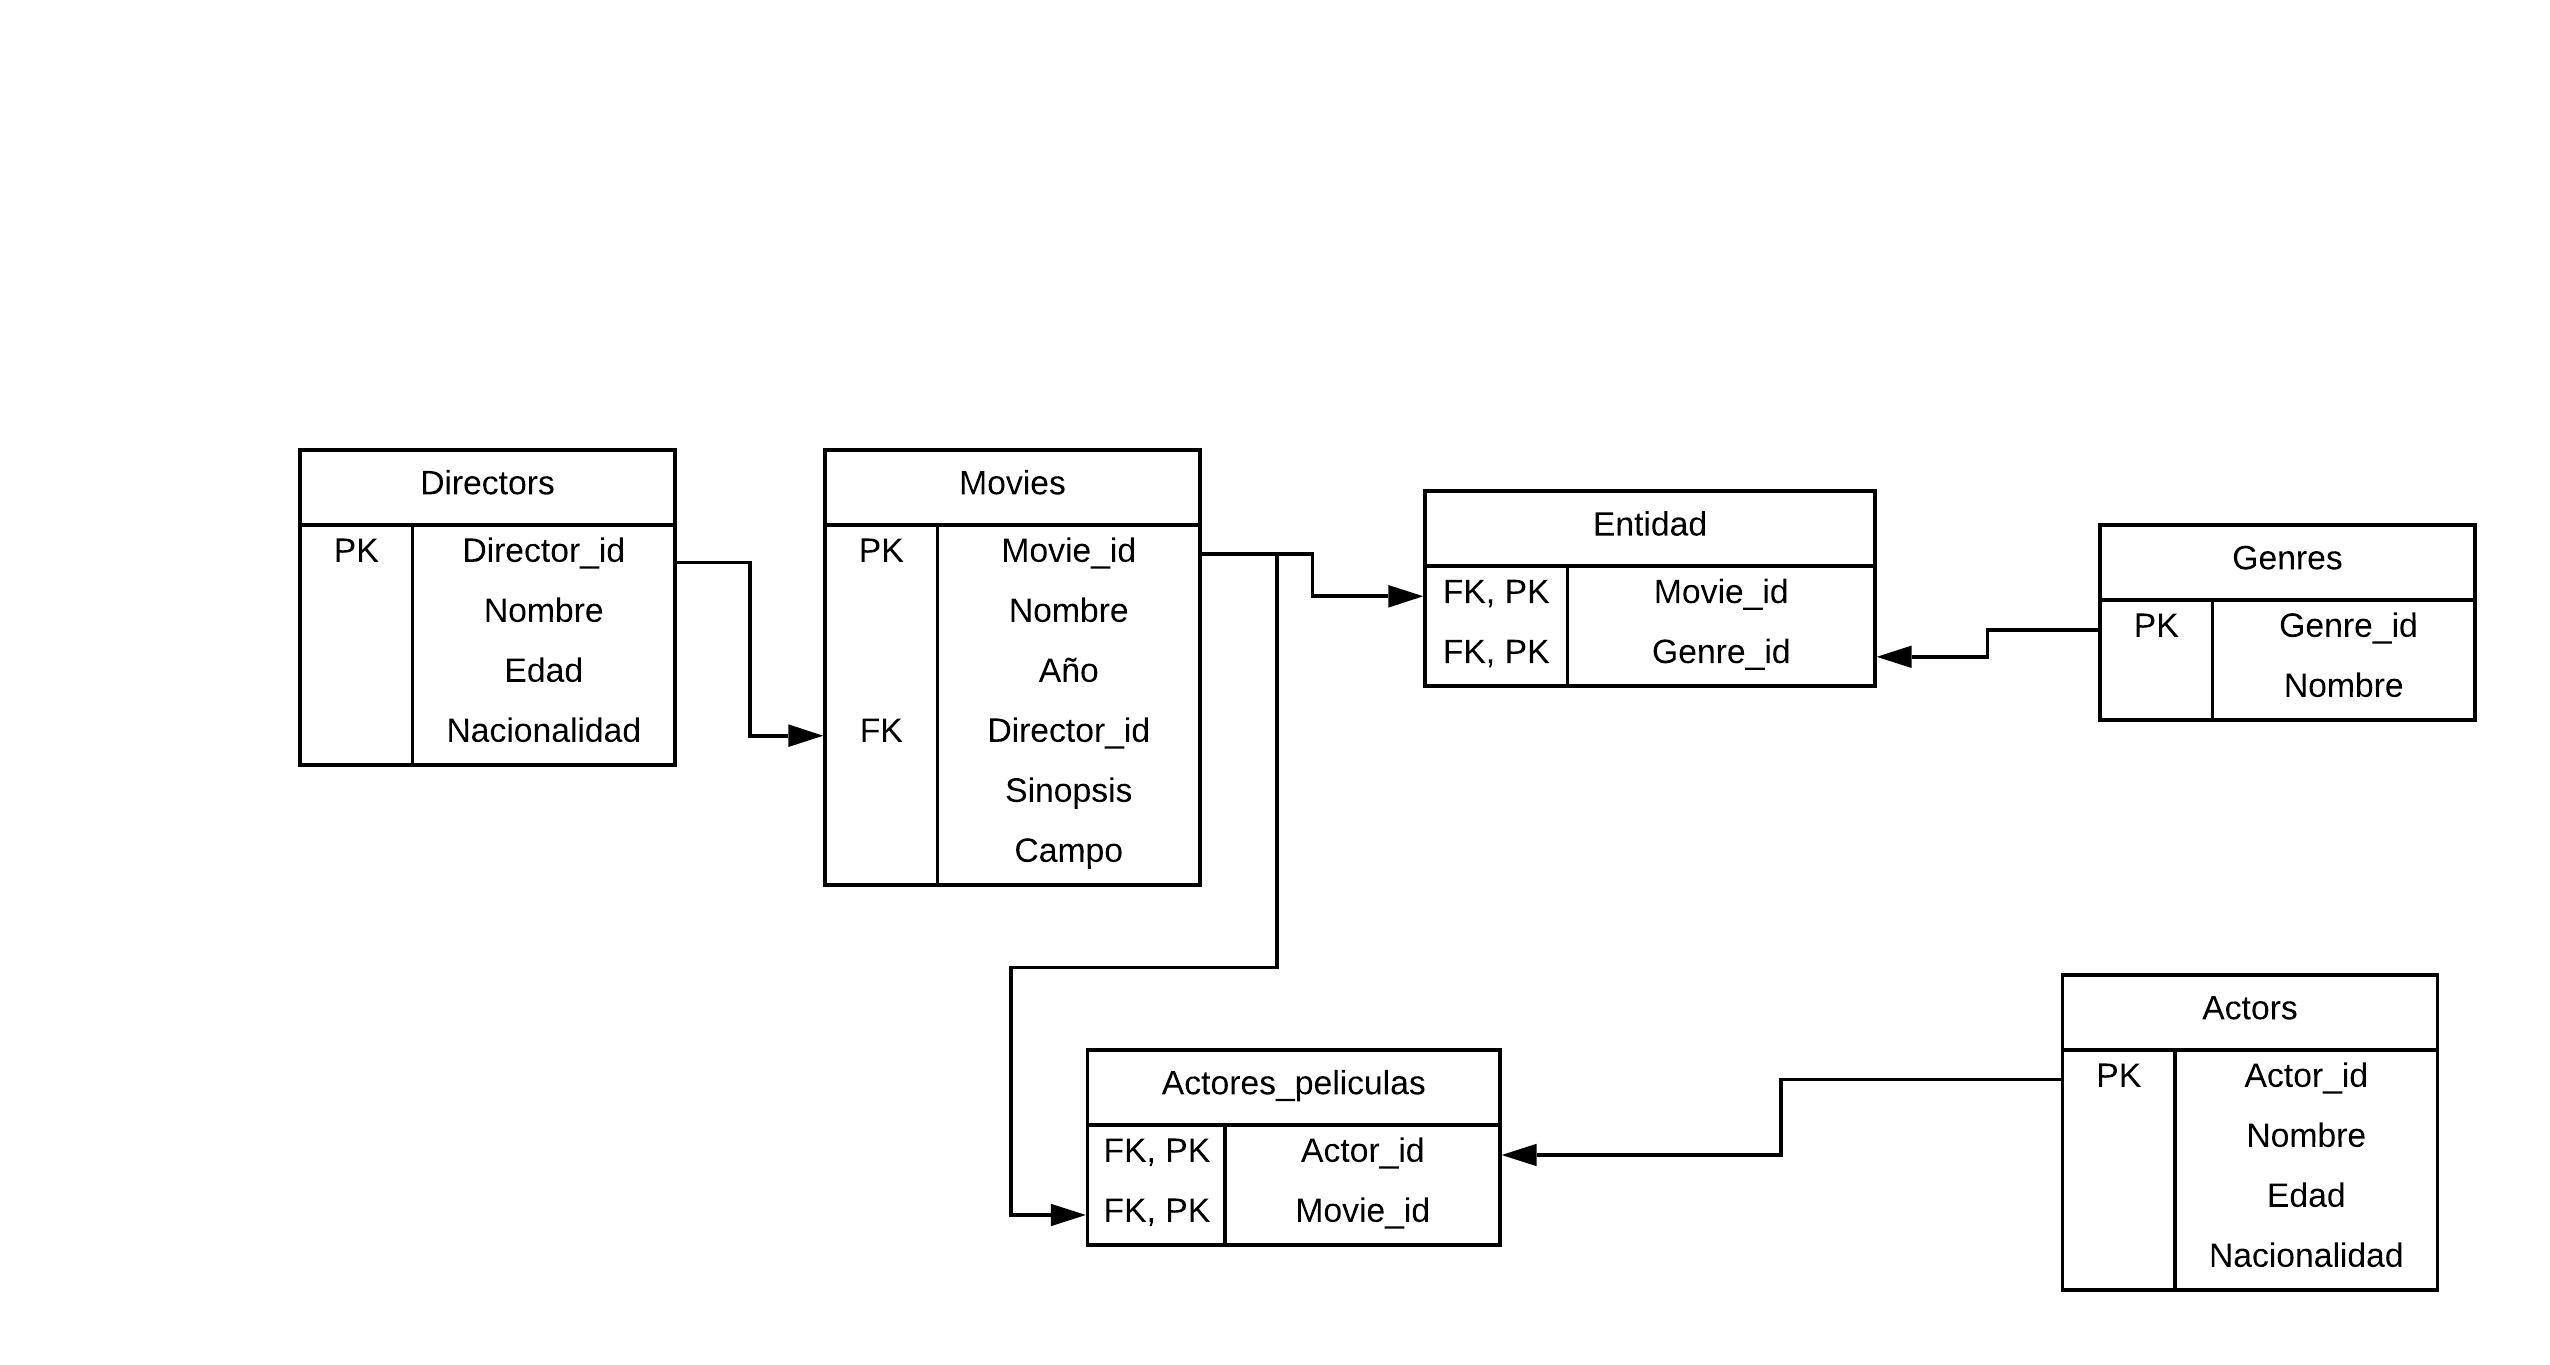 Directors
PK Director_id
Nombre
Edad
Nacionalidad
Movies
PK Movie_id
Nombre
Año
FK Director_id
Sinopsis
Campo
Entidad
FK, PK Movie_id
FK, PK Genre_id
Genres
PK Genre_id
Nombre
Actores_peliculas
FK, PK Actor_id
FK, PK Movie_id
Actors
PK Actor_id
Nombre
Edad
Nacionalidad